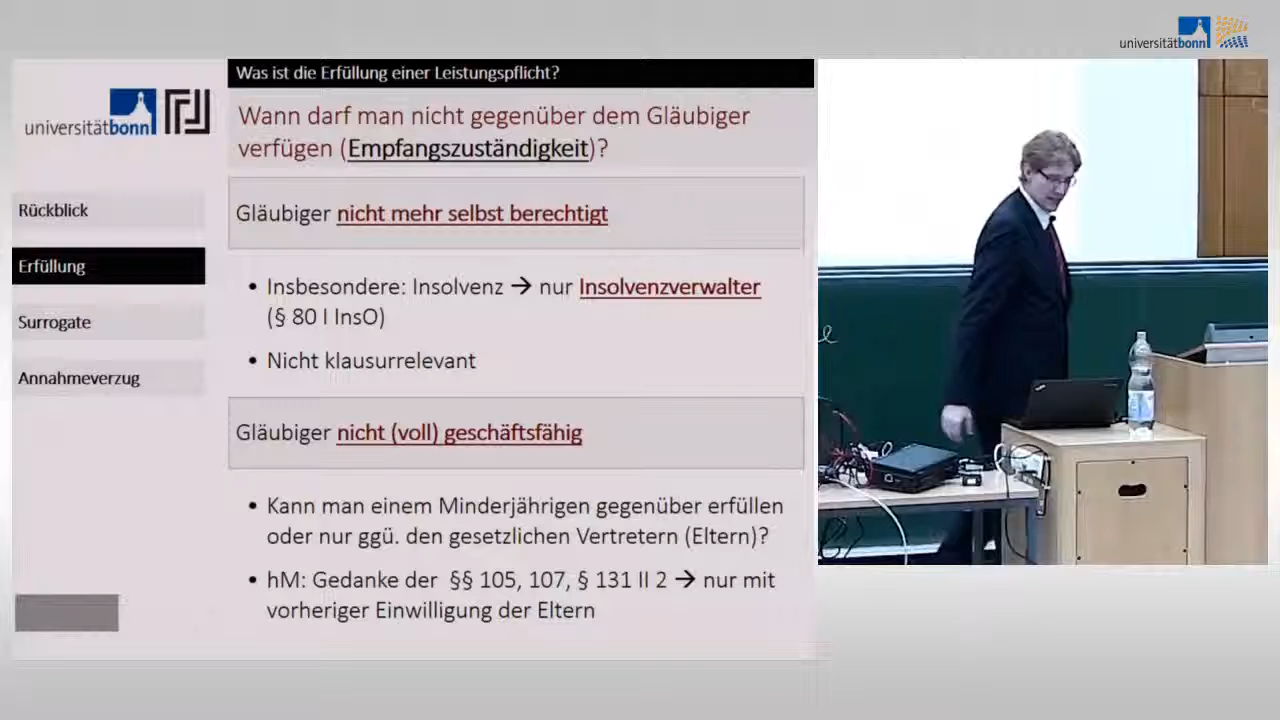 universitätbonn
Was ist die Erfüllung einer Leistungspflicht?
universitätbonn
Wann darf man nicht gegenüber dem Gläubiger
verfügen (Empfangszuständigkeit)?
Rückblick
Erfüllung
Surrogate
Annahmeverzug
Gläubiger nicht mehr selbst berechtigt
• Insbesondere: Insolvenz → nur Insolvenzverwalter
(§ 80 I InsO)
• Nicht klausurrelevant
Gläubiger nicht (voll) geschäftsfähig
• Kann man einem Minderjährigen gegenüber erfüllen
oder nur ggü. den gesetzlichen Vertretern (Eltern)?
• hM: Gedanke der §§ 105, 107, § 131 II 2 → nur mit
vorheriger Einwilligung der Eltern